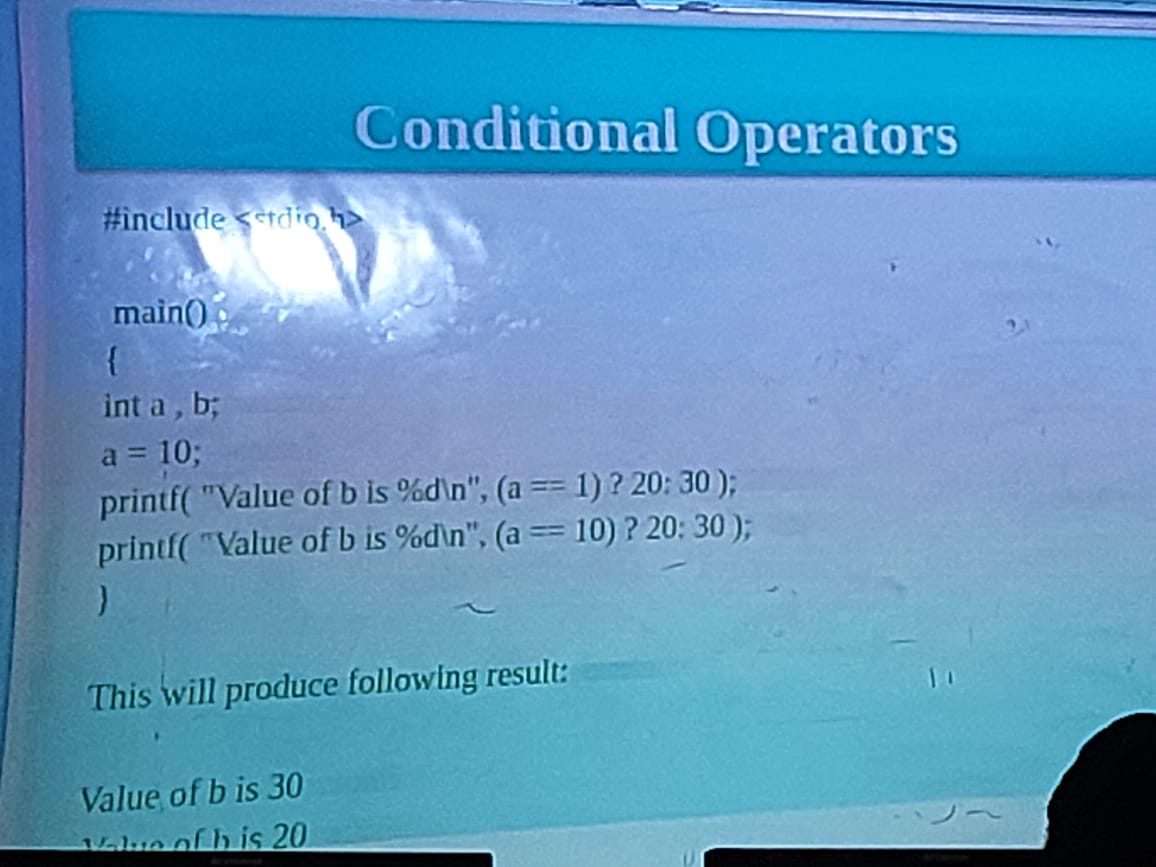 Conditional Operators
#include <stdio.h>
main()
{
int a , b;
a = 10;
printf( "Value of b is %d\n", (a == 1) ? 20: 30 );
printf( "Value of b is %d\n", (a == 10) ? 20: 30 );
}
This will produce following result:
Value of b is 30
Value of b is 20